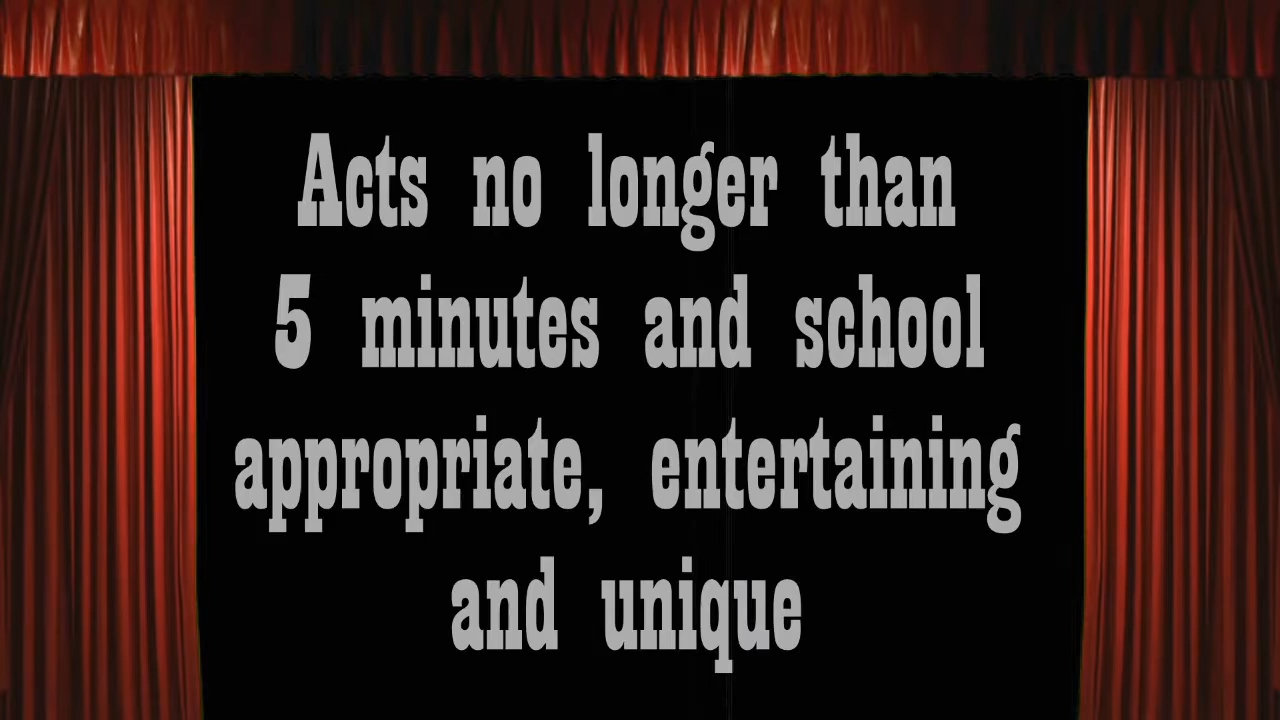 Acts no longer than
5 minutes and school
appropriate, entertaining
and unique